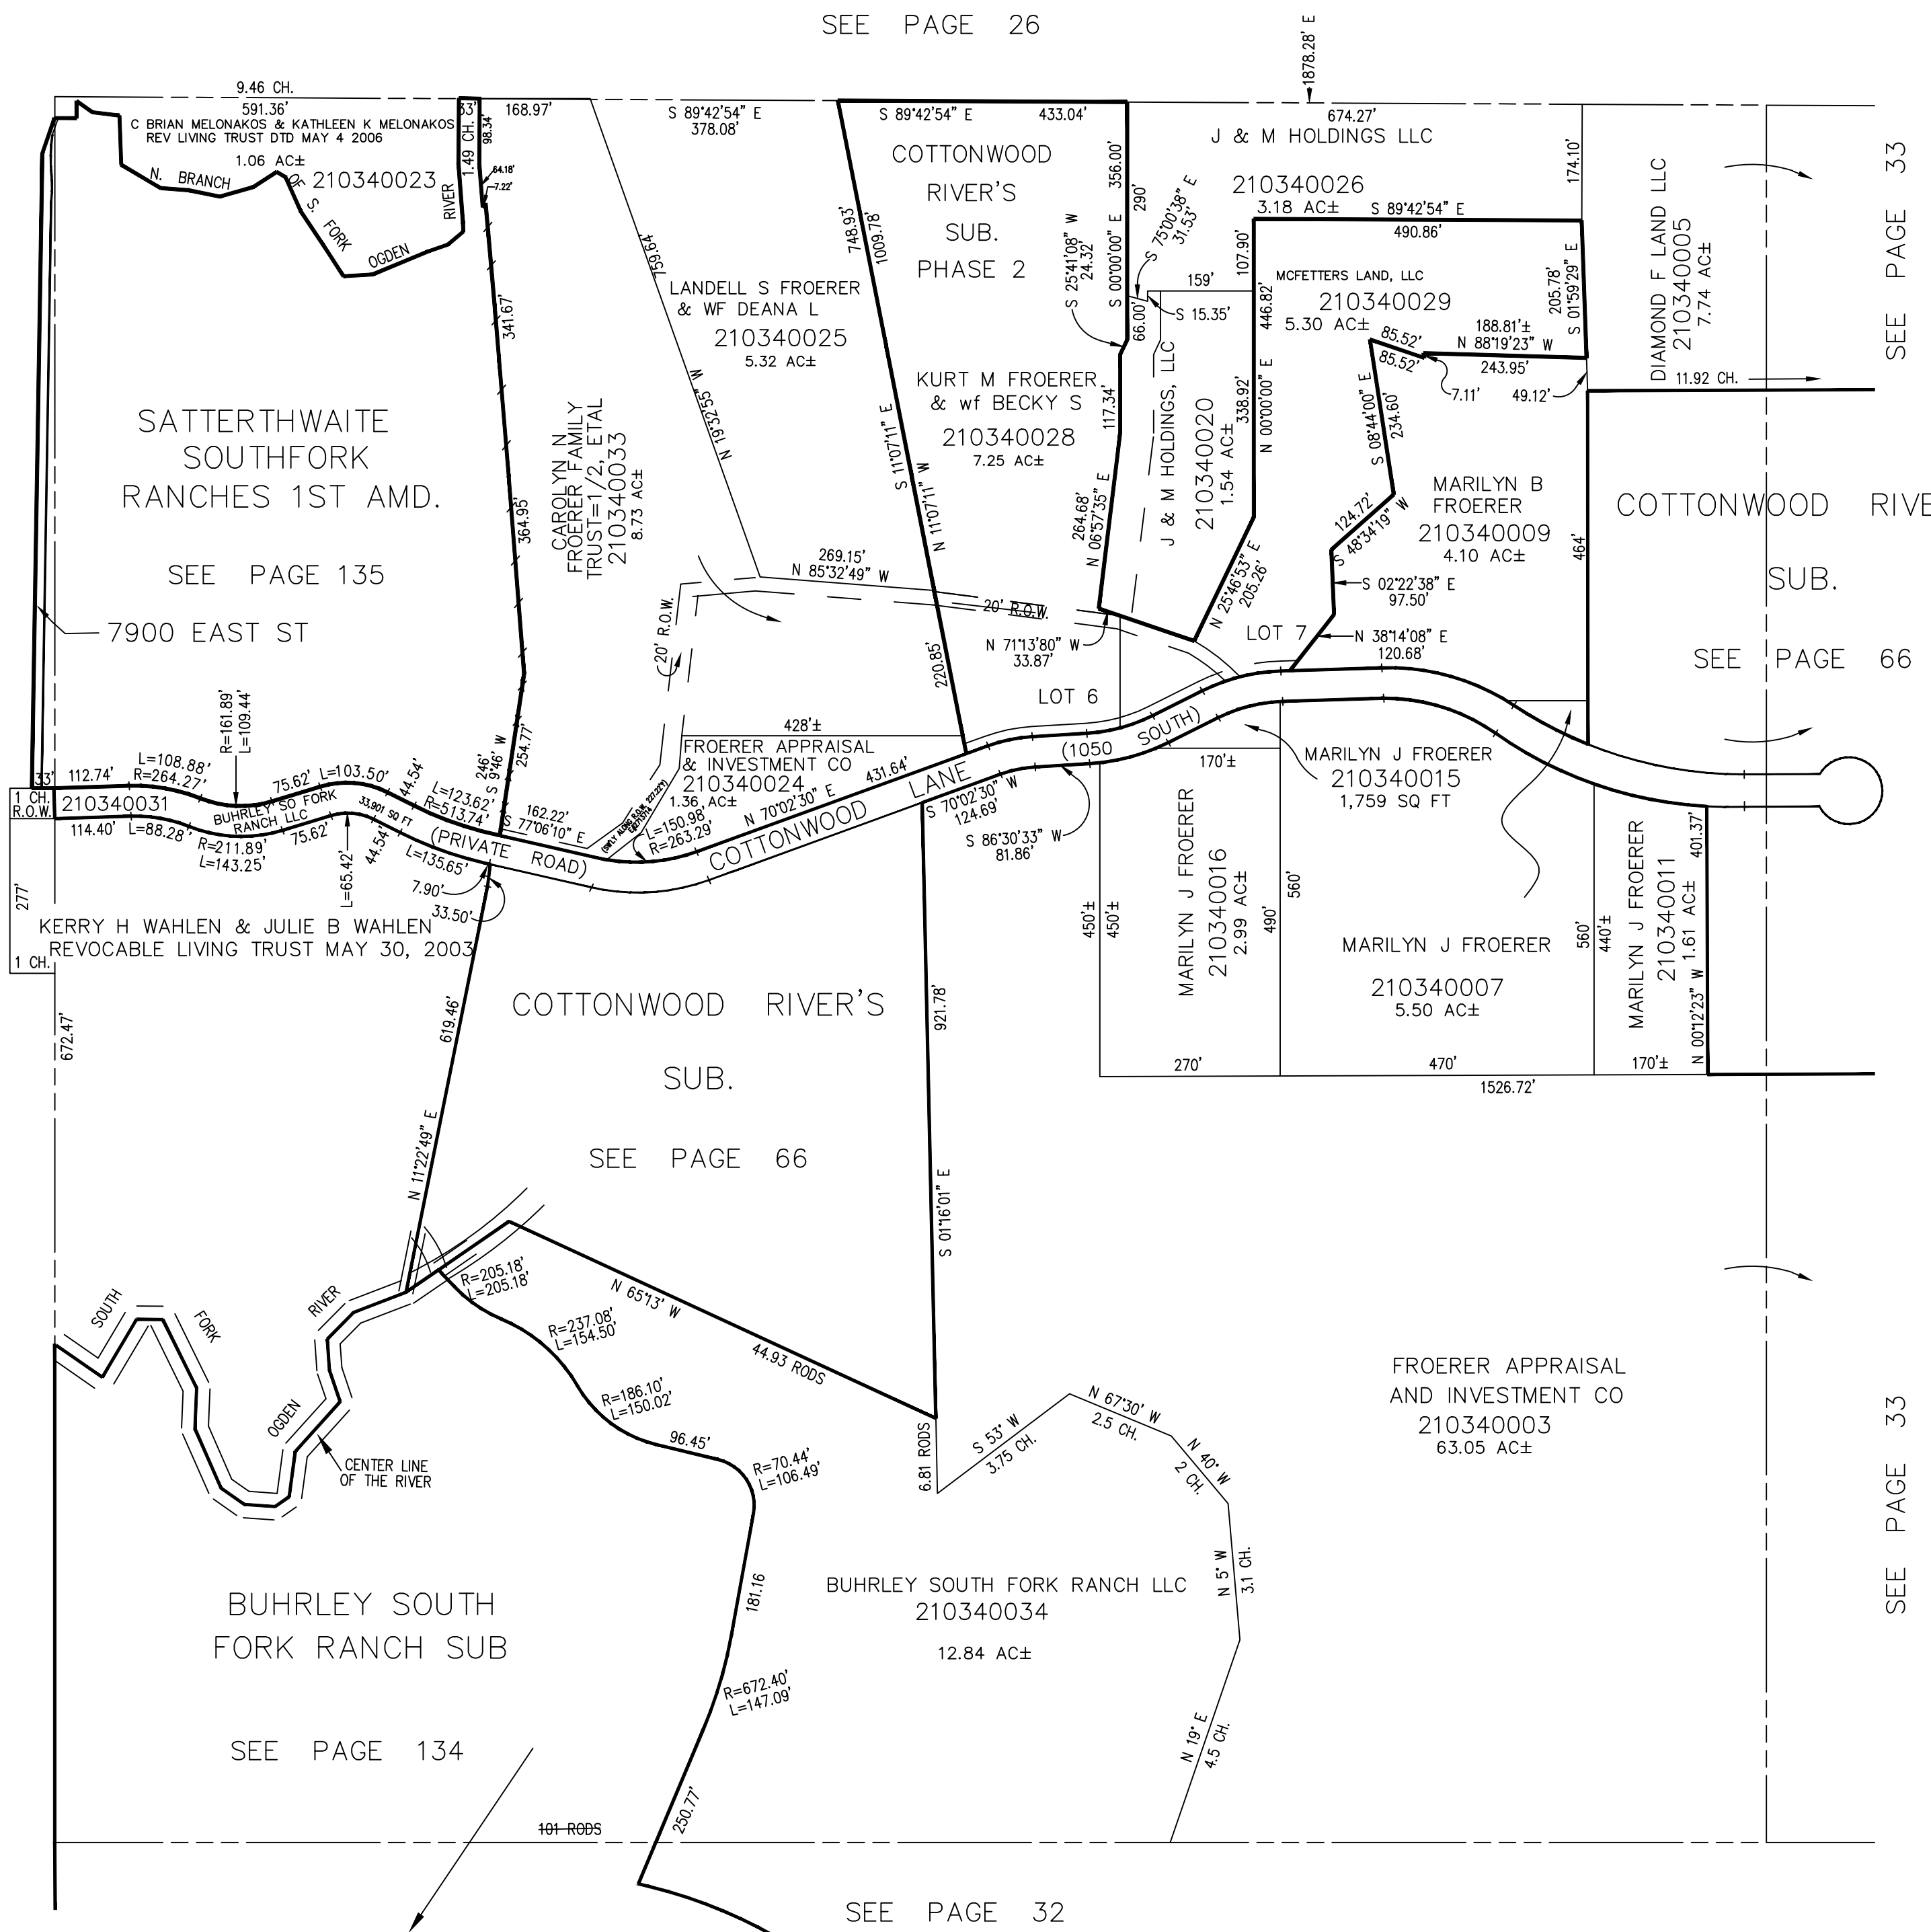 SEE PAGE 26
1878.28' E
9.46 CH.
591.36'
33'
168.97'
S 89°42'54" E
378.08'
S 89°42'54" E
433.04'
674.27'
C BRIAN MELONAKOS & KATHLEEN K MELONAKOS
REV LIVING TRUST DTD MAY 4 2006
1.06 AC±
210340023
N. BRANCH
OF S. FORK
OGDEN
RIVER
1.49 CH.
98.34'
64.18'
7.22'
341.67'
364.95'
759.64'
N 19°32'55" W
748.93'
1009.78'
S 11°07'11" E
N 11°07'11" W
LANDELL S FROERER
& WF DEANA L
210340025
5.32 AC±
COTTONWOOD
RIVER'S
SUB.
PHASE 2
KURT M FROERER
& wf BECKY S
210340028
7.25 AC±
356.00'
290'
S 00°00'00" E
S 25°41'08" W
24.32'
S 75°00'38" E
31.53'
66.00'
159'
S 15.35'
117.34'
264.68'
N 06°57'35" E
J & M HOLDINGS LLC
210340026
3.18 AC±
S 89°42'54" E
490.86'
174.10'
107.90'
446.82'
338.92'
N 00°00'00" E
MCFETTERS LAND, LLC
210340029
5.30 AC±
205.78'
S 01°59'29" E
188.81'±
N 88°19'23" W
243.95'
85.52'
85.52'
7.11'
49.12'
DIAMOND F LAND LLC
210340005
7.74 AC±
11.92 CH.
SEE PAGE 33
J & M HOLDINGS, LLC
210340020
1.54 AC±
N 25°46'53" E
205.26'
S 08°44'00" E
234.60'
124.72'
S 48°34'19" W
S 02°22'38" E
97.50'
N 38°14'08" E
120.68'
MARILYN B
FROERER
210340009
4.10 AC±
464'
COTTONWOOD RIVE
SUB.
SEE PAGE 66
SATTERTHWAITE
SOUTHFORK
RANCHES 1ST AMD.
SEE PAGE 135
7900 EAST ST
CAROLYN N
FROERER FAMILY
TRUST=1/2, ETAL
210340033
8.73 AC±
269.15'
N 85°32'49" W
20' R.O.W.
20' R.O.W.
N 71°13'80" W
33.87'
LOT 6
LOT 7
220.85'
246'
S 9°46' W
254.77'
428'±
FROERER APPRAISAL
& INVESTMENT CO
210340024
1.36 AC±
431.64'
N 70°02'30" E
COTTONWOOD LANE
(1050 SOUTH)
(PRIVATE ROAD)
162.22'
S 77°06'10" E
L=150.98'
R=263.29'
S 70°02'30" W
124.69'
S 86°30'33" W
81.86'
33'
112.74'
L=108.88'
R=264.27'
R=161.89'
L=109.44'
75.62'
L=103.50'
44.54'
L=123.62'
R=513.74'
1 CH.
R.O.W.
210340031
BUHRLEY SO FORK
RANCH LLC
33,901 SQ FT
114.40'
L=88.28'
R=211.89'
L=143.25'
75.62'
L=65.42'
44.54'
L=135.65'
7.90'
33.50'
277'
1 CH.
KERRY H WAHLEN & JULIE B WAHLEN
REVOCABLE LIVING TRUST MAY 30, 2003
672.47'
619.46'
N 11°22'49" E
COTTONWOOD RIVER'S
SUB.
SEE PAGE 66
921.78'
S 01°16'01" E
170'±
450'±
450'±
MARILYN J FROERER
210340016
2.99 AC±
490'
560'
270'
MARILYN J FROERER
210340015
1,759 SQ FT
MARILYN J FROERER
210340007
5.50 AC±
470'
560'
440'±
MARILYN J FROERER
210340011
1.61 AC±
401.37'
N 00°12'23" W
170'±
1526.72'
SOUTH
FORK
OGDEN
RIVER
CENTER LINE
OF THE RIVER
R=205.18'
L=205.18'
R=237.08'
L=154.50'
R=186.10'
L=150.02'
96.45'
R=70.44'
L=106.49'
181.16
R=672.40'
L=147.09'
250.77'
N 65°13' W
44.93 RODS
6.81 RODS
S 53° W
3.75 CH.
N 67°30' W
2.5 CH.
N 40° W
2 CH.
N 5° W
3.1 CH.
N 19° E
4.5 CH.
FROERER APPRAISAL
AND INVESTMENT CO
210340003
63.05 AC±
SEE PAGE 33
BUHRLEY SOUTH FORK RANCH LLC
210340034
12.84 AC±
BUHRLEY SOUTH
FORK RANCH SUB
SEE PAGE 134
101 RODS
SEE PAGE 32